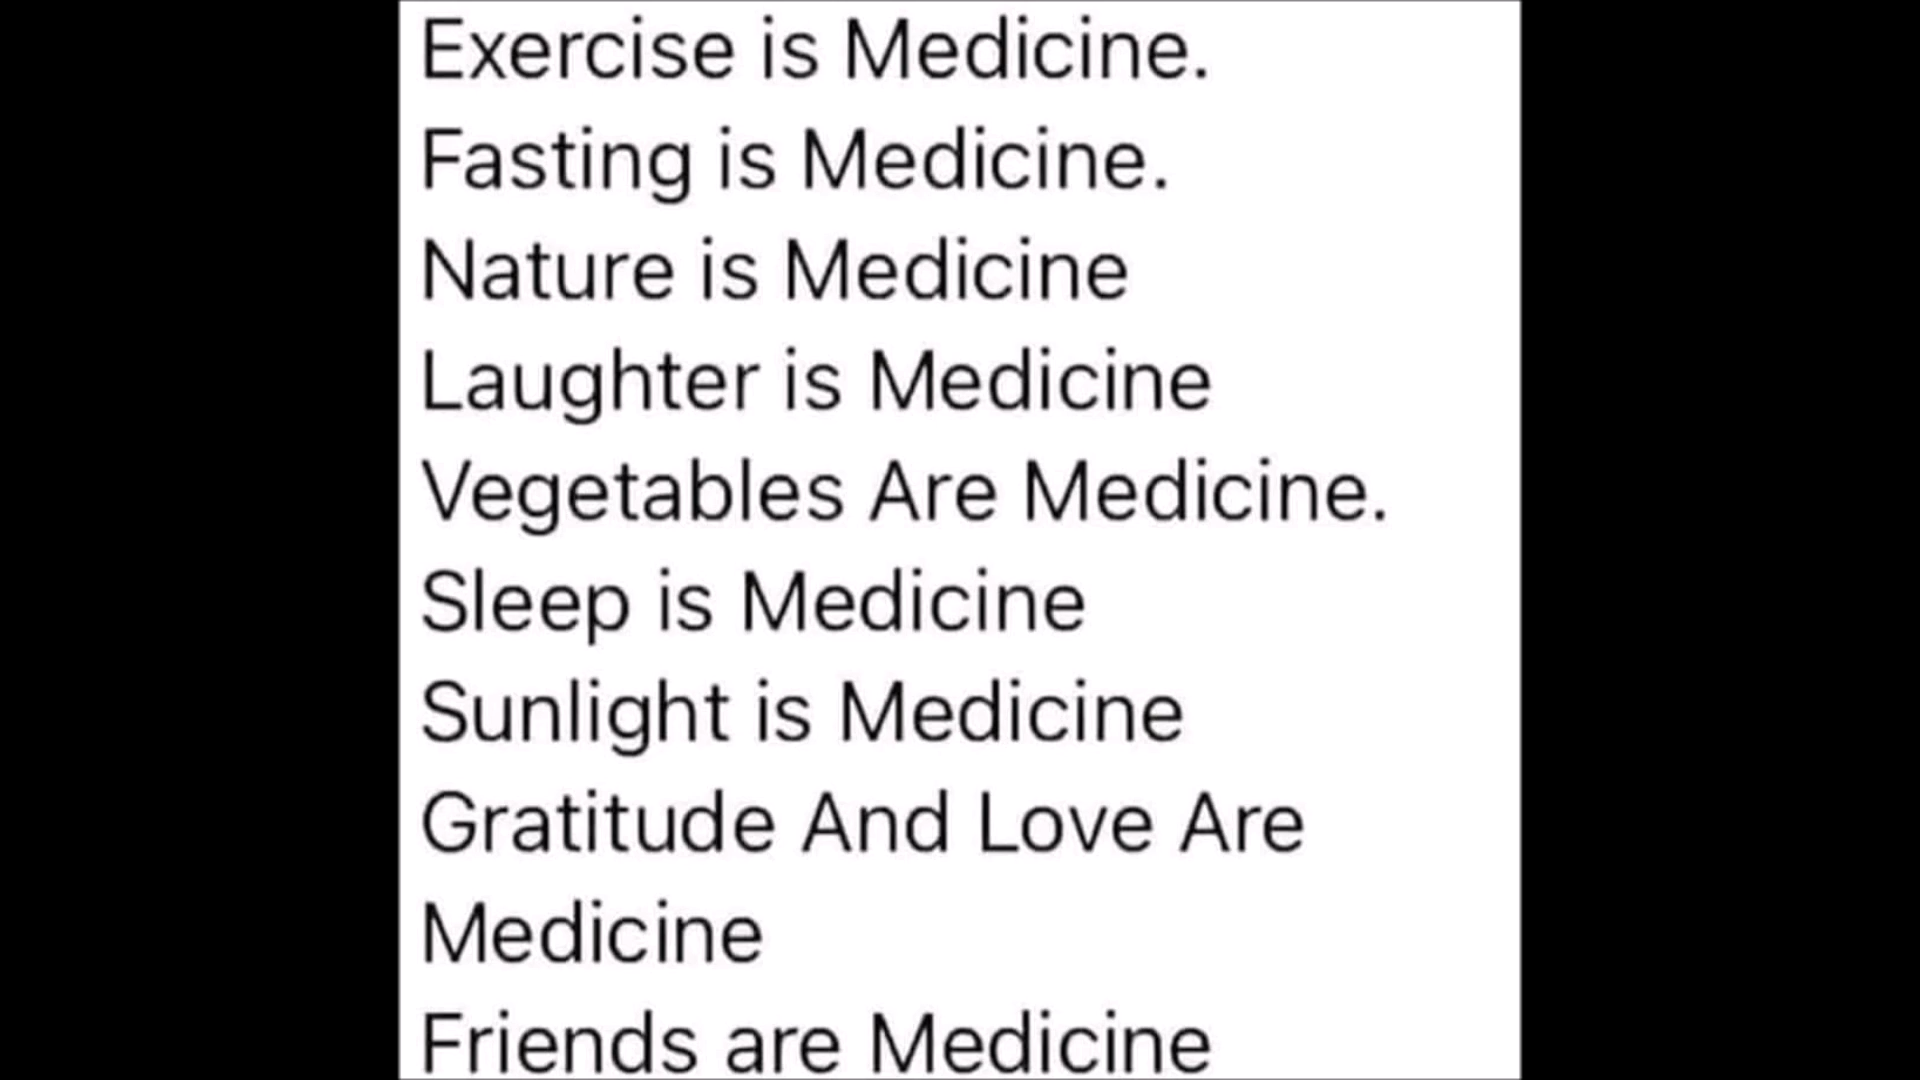 Exercise is Medicine.
Fasting is Medicine.
Nature is Medicine
Laughter is Medicine
Vegetables Are Medicine.
Sleep is Medicine
Sunlight is Medicine
Gratitude And Love Are
Medicine
Friends are Medicine